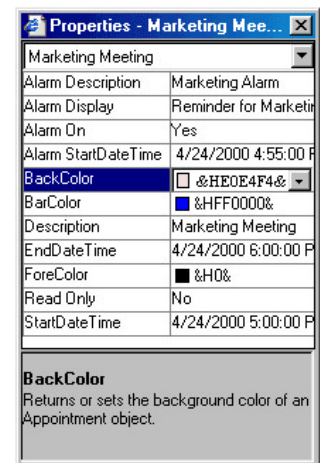 Properties - Marketing Mee...
Marketing Meeting
Alarm Description Marketing Alarm
Alarm Display Reminder for Marketin
Alarm On Yes
Alarm StartDateTime 4/24/2000 4:55:00 P
BackColor &HE0E4F4&
BarColor &HFF0000&
Description Marketing Meeting
EndDateTime 4/24/2000 6:00:00 P
ForeColor &H0&
Read Only No
StartDateTime 4/24/2000 5:00:00 P
BackColor
Returns or sets the background color of an
Appointment object.